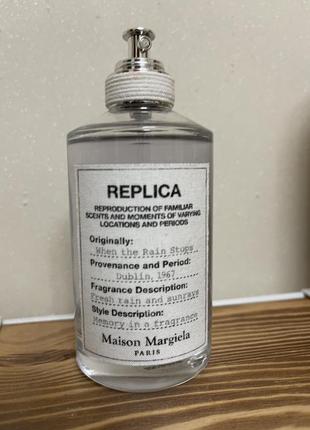 REPLICA
REPRODUCTION OF FAMILIAR
SCENTS AND MOMENTS OF VARYING
LOCATIONS AND PERIODS
Originally:
When the Rain Stops
Provenance and Period:
Dublin, 1967
Fragrance Description:
Fresh rain and sunrays
Style Description:
Memory in a fragrance
Maison Margiela
PARIS